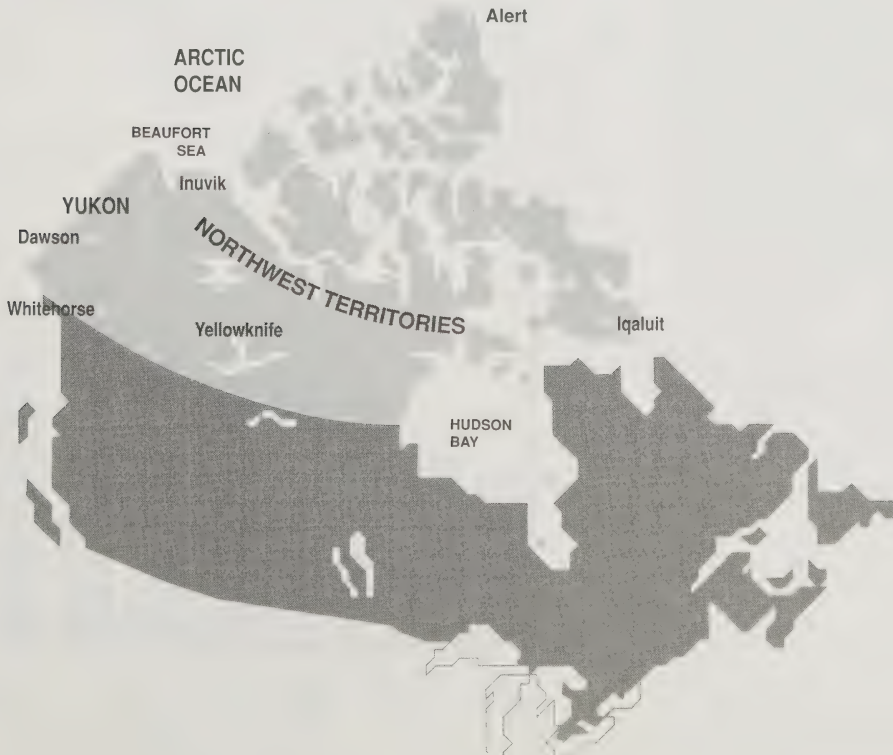 Alert
ARCTIC
OCEAN
BEAUFORT
SEA
Inuvik
YUKON
Dawson
NORTHWEST TERRITORIES
Whitehorse
Yellowknife
Iqaluit
HUDSON
BAY